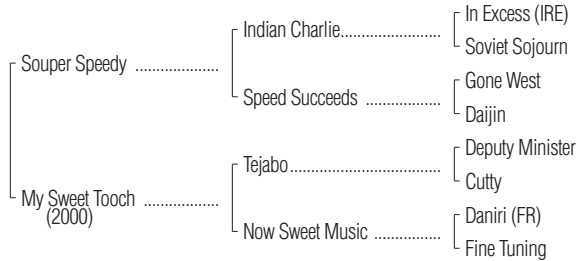 In Excess (IRE)
Indian Charlie.....................
Soviet Sojourn
Souper Speedy ...................
Gone West
Speed Succeeds .................
Daijin
Deputy Minister
Tejabo..................................
Cutty
My Sweet Tooch .................
(2000)
Daniri (FR)
Now Sweet Music ...............
Fine Tuning